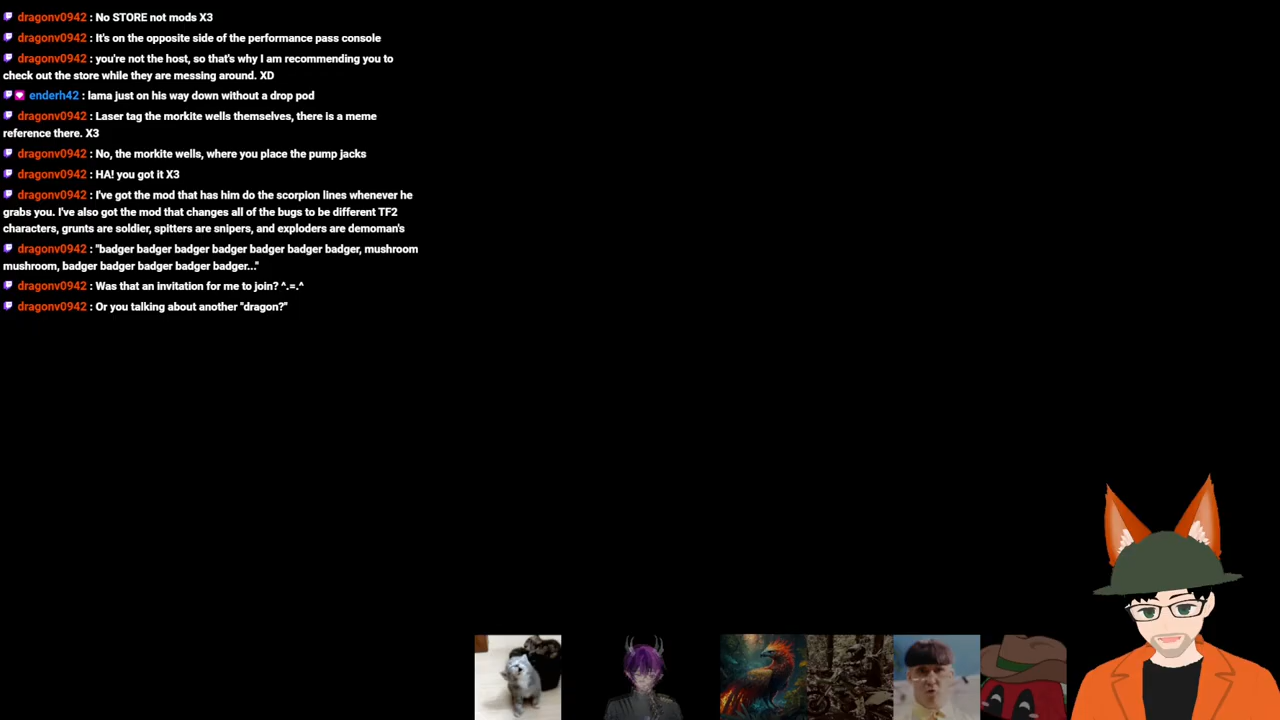 dragonv0942 : No STORE not mods X3
dragonv0942 : It's on the opposite side of the performance pass console
dragonv0942 : you're not the host, so that's why I am recommending you to
check out the store while they are messing around. XD
enderh42 : lama just on his way down without a drop pod
dragonv0942 : Laser tag the morkite wells themselves, there is a meme
reference there. X3
dragonv0942 : No, the morkite wells, where you place the pump jacks
dragonv0942 : HA! you got it X3
dragonv0942 : I've got the mod that has him do the scorpion lines whenever he
grabs you. I've also got the mod that changes all of the bugs to be different TF2
characters, grunts are soldier, spitters are snipers, and exploders are demoman's
dragonv0942 : "badger badger badger badger badger badger badger, mushroom
mushroom, badger badger badger badger badger..."
dragonv0942 : Was that an invitation for me to join? ^.=.^
dragonv0942 : Or you talking about another "dragon?"